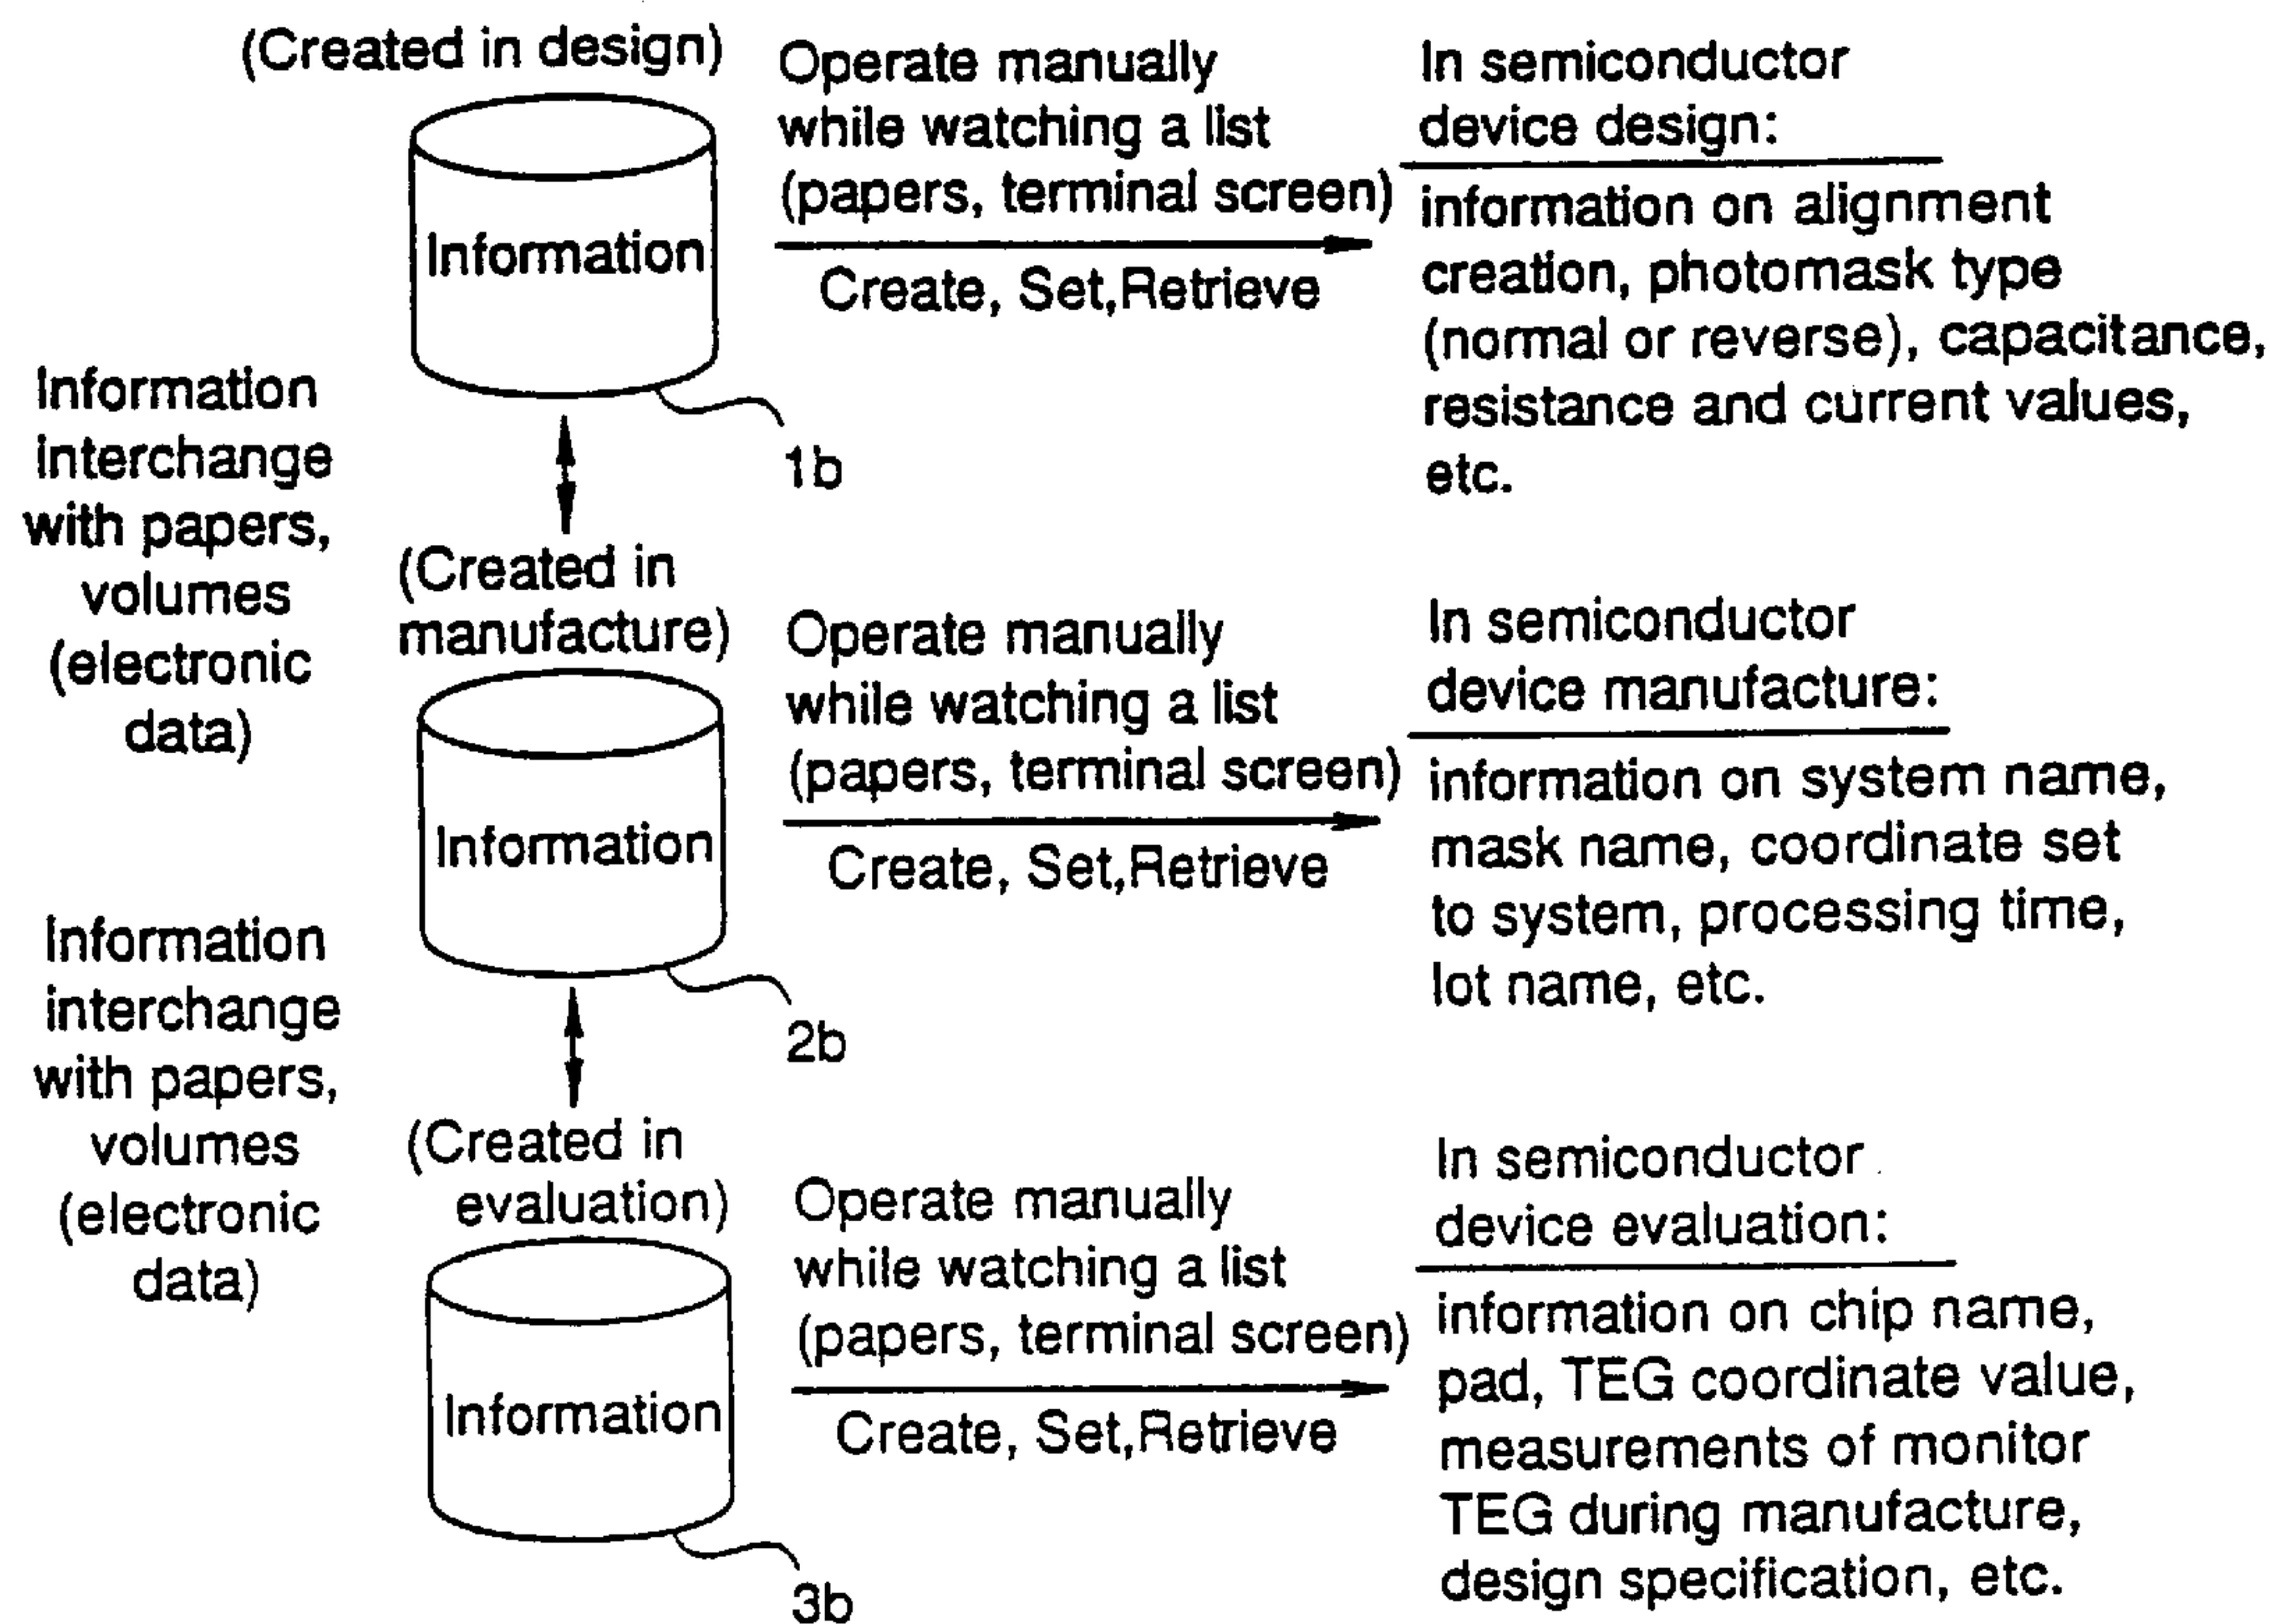 (Created in design)
Operate manually
while watching a list
(papers, terminal screen)
Create, Set,Retrieve
In semiconductor
device design:
information on alignment
creation, photomask type
(normal or reverse), capacitance,
resistance and current values,
etc.
Information
1b
Information
interchange
with papers,
volumes
(electronic
data)
(Created in
manufacture)
Operate manually
while watching a list
(papers, terminal screen)
Create, Set,Retrieve
In semiconductor
device manufacture:
information on system name,
mask name, coordinate set
to system, processing time,
lot name, etc.
Information
2b
Information
interchange
with papers,
volumes
(electronic
data)
(Created in
evaluation)
Operate manually
while watching a list
(papers, terminal screen)
Create, Set,Retrieve
In semiconductor
device evaluation:
information on chip name,
pad, TEG coordinate value,
measurements of monitor
TEG during manufacture,
design specification, etc.
Information
3b